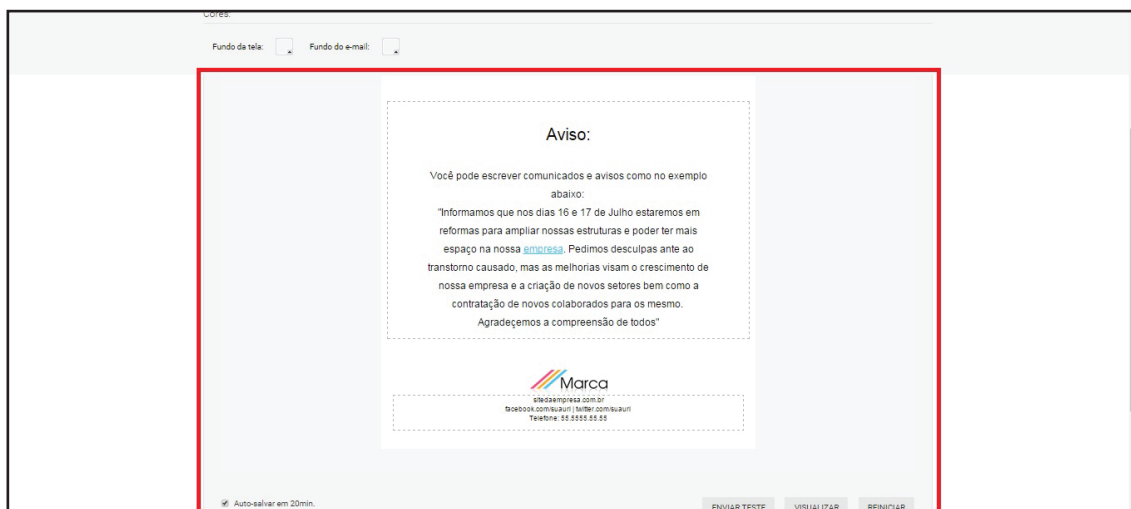 Cores:
Fundo da tela: Fundo do e-mail:
Aviso:
Você pode escrever comunicados e avisos como no exemplo
abaixo:
"Informamos que nos dias 16 e 17 de Julho estaremos em
reformas para ampliar nossas estruturas e poder ter mais
espaço na nossa empresa. Pedimos desculpas ante ao
transtorno causado, mas as melhorias visam o crescimento de
nossa empresa e a criação de novos setores bem como a
contratação de novos colaborados para os mesmo.
Agradeçemos a compreensão de todos"
Marca
sitedaempresa.com.br
facebook.com/suaurl | twitter.com/suaurl
Telefone: 55.5555.55.55
Auto-salvar em 20min.
ENVIAR TESTE VISUALIZAR REINICIAR